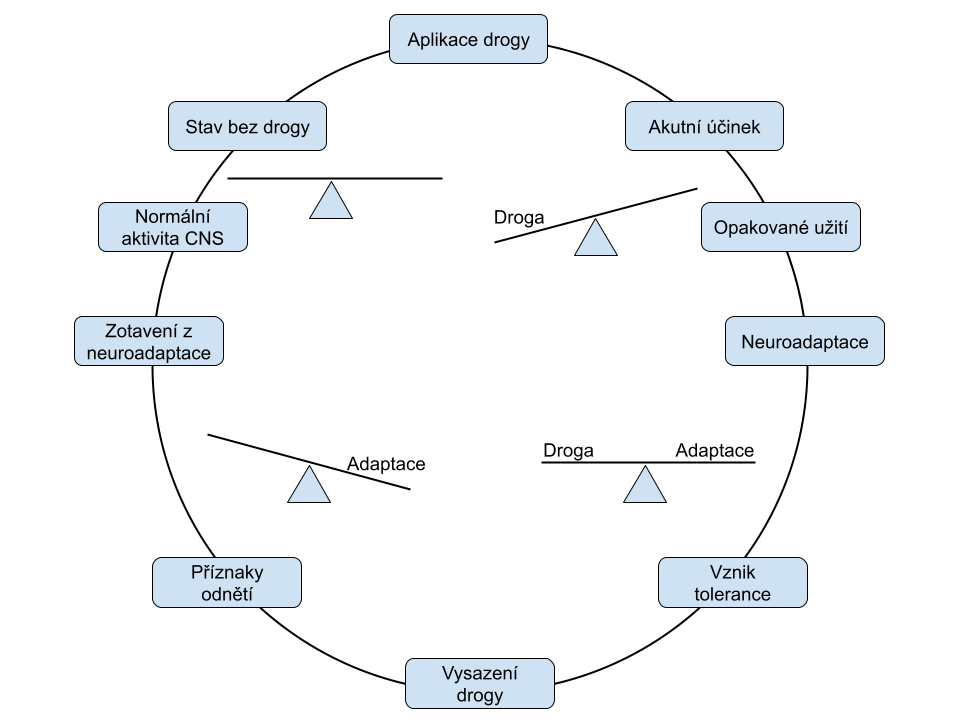 Aplikace drogy
Stav bez drogy
Akutní účinek
Normální
aktivita CNS
Droga
Opakované užití
Zotavení z
neuroadaptace
Neuroadaptace
Adaptace
Droga
Adaptace
Příznaky
odnětí
Vznik
tolerance
Vysazení
drogy